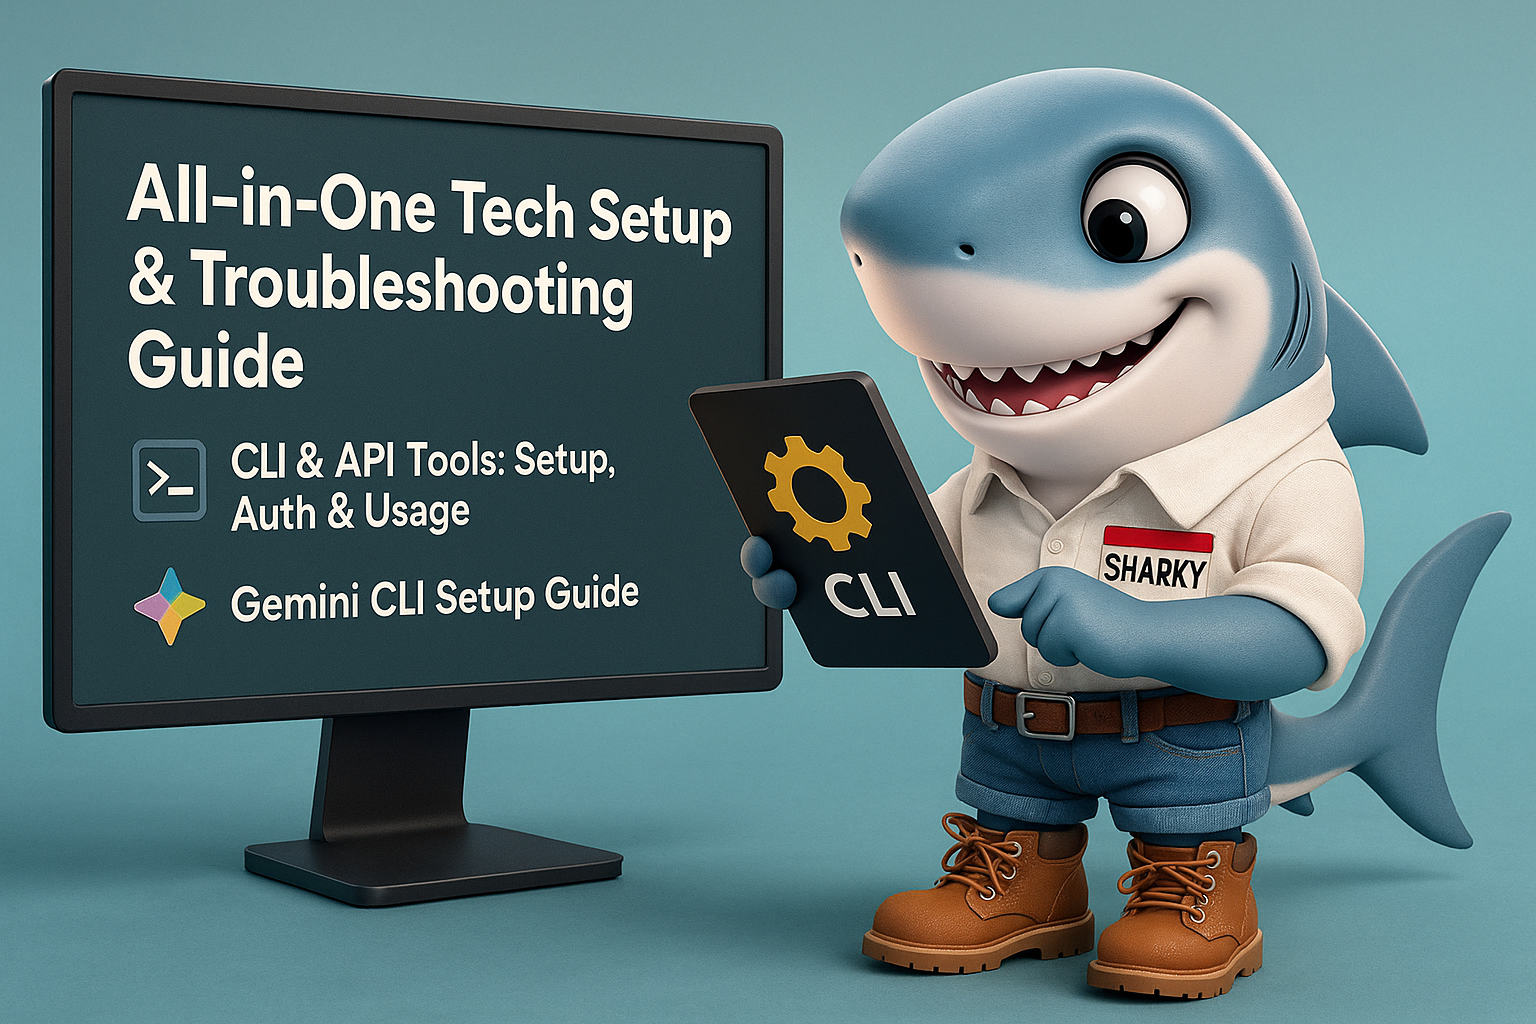 All-in-One Tech Setup
& Troubleshooting
Guide
CLI & API Tools: Setup,
Auth & Usage
Gemini CLI Setup Guide
CLI
SHARKY